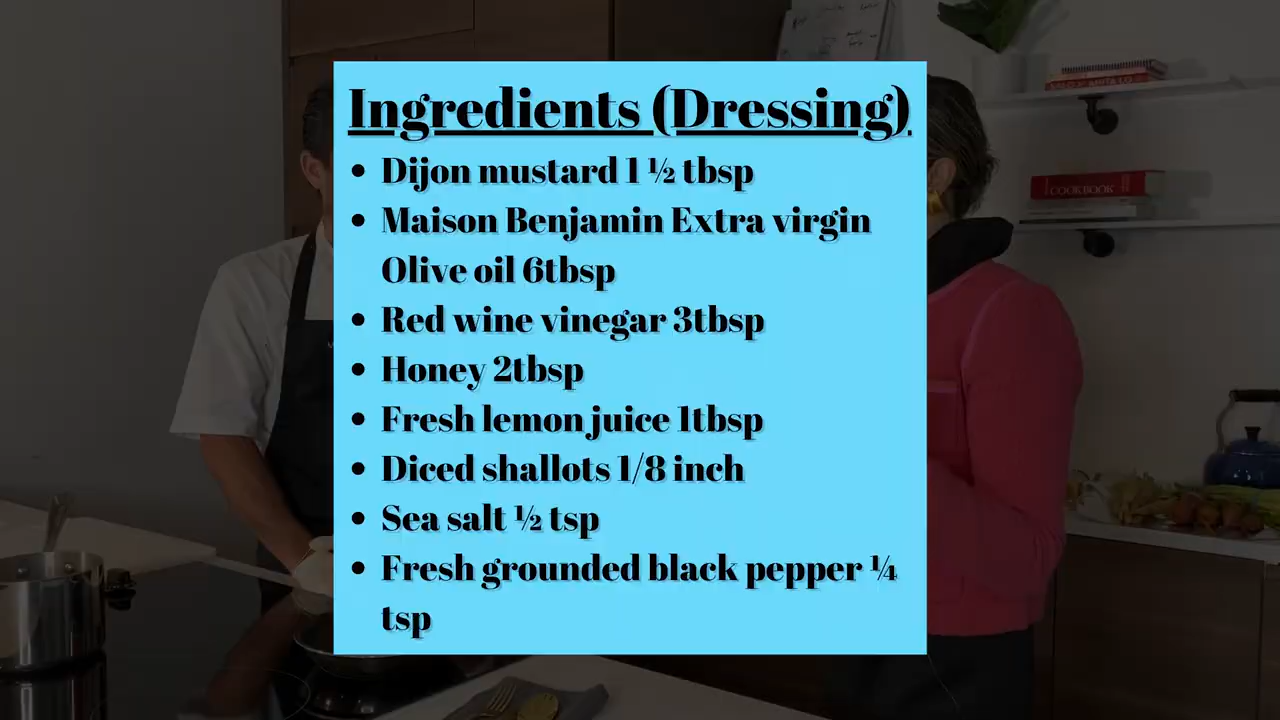 Ingredients (Dressing)
• Dijon mustard 1 ½ tbsp
• Maison Benjamin Extra virgin
Olive oil 6tbsp
• Red wine vinegar 3tbsp
• Honey 2tbsp
• Fresh lemon juice 1tbsp
• Diced shallots 1/8 inch
• Sea salt ½ tsp
• Fresh grounded black pepper ¼
tsp
COOKBOOK